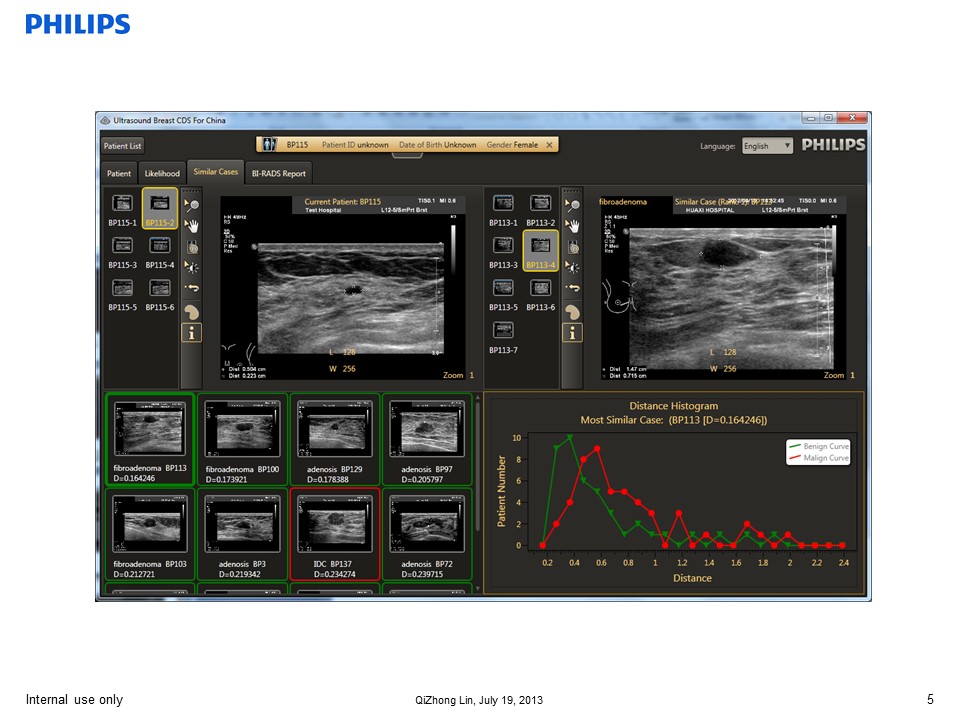 PHILIPS
Ultrasound Breast CDS For China
Patient List
BP115 Patient ID unknown Date of Birth Unknown Gender Female
Language: English PHILIPS
Patient Likelihood Similar Cases BI-RADS Report
BP115-1 BP115-2
BP115-3 BP115-4
BP115-5 BP115-6
Current Patient: BP115 TIS0.1 MI 0.6
Test Hospital L12-5/SmPrt Brst
FR 49Hz
RS
2D
50%
C 58
P Med
Res
L 128
W 256
Dist 0.504 cm
Dist 0.223 cm
Zoom 1
BP113-1 BP113-2
BP113-3 BP113-4
BP113-5 BP113-6
BP113-7
fibroadenoma Similar Case TIS0.1 MI 0.6
HUAXI HOSPITAL L12-5/SmPrt Brst
L 128
W 256
Dist 1.47 cm
Dist 0.715 cm
Zoom 1
fibroadenoma BP113
D=0.164246
fibroadenoma BP100
D=0.173921
adenosis BP129
D=0.178388
adenosis BP97
D=0.205797
fibroadenoma BP103
D=0.212721
adenosis BP3
D=0.219342
IDC BP137
D=0.234274
adenosis BP72
D=0.239715
Distance Histogram
Most Similar Case: (BP113 [D=0.164246])
Benign Curve
Malign Curve
Patient Number
10
8
6
4
2
0
0.2 0.4 0.6 0.8 1 1.2 1.4 1.6 1.8 2 2.2 2.4
Distance
Internal use only QiZhong Lin, July 19, 2013 5